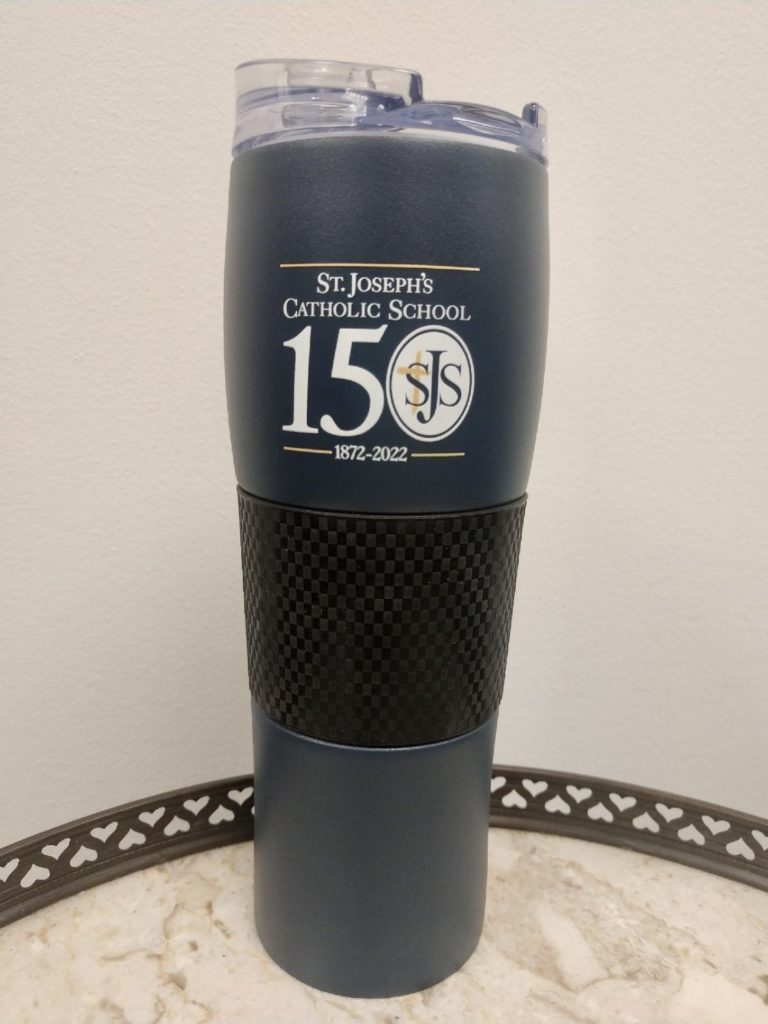 St. Joseph's
Catholic School
150
SJS
1872-2022